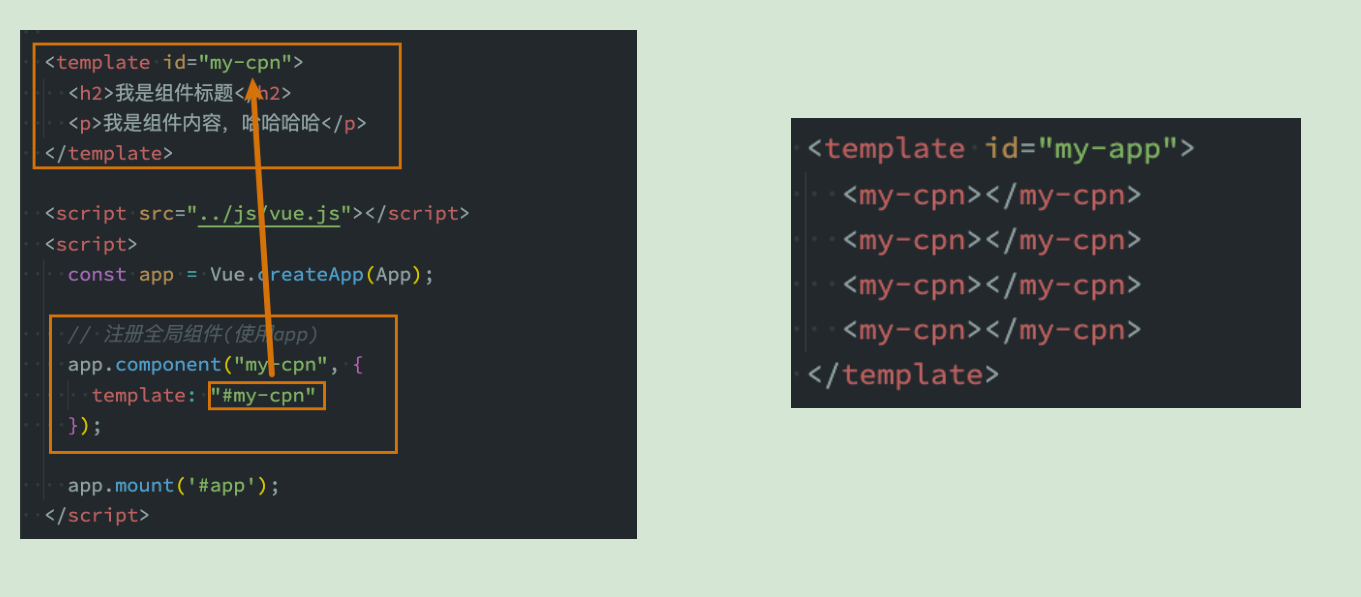 <template id="my-cpn">
<h2>我是组件标题</h2>
<p>我是组件内容, 哈哈哈哈</p>
</template>
<script src="../js/vue.js"></script>
<script>
const app = Vue.createApp(App);
// 注册全局组件(使用app)
app.component("my-cpn", {
template: "#my-cpn"
});
app.mount('#app');
</script>
<template id="my-app">
<my-cpn></my-cpn>
<my-cpn></my-cpn>
<my-cpn></my-cpn>
<my-cpn></my-cpn>
</template>